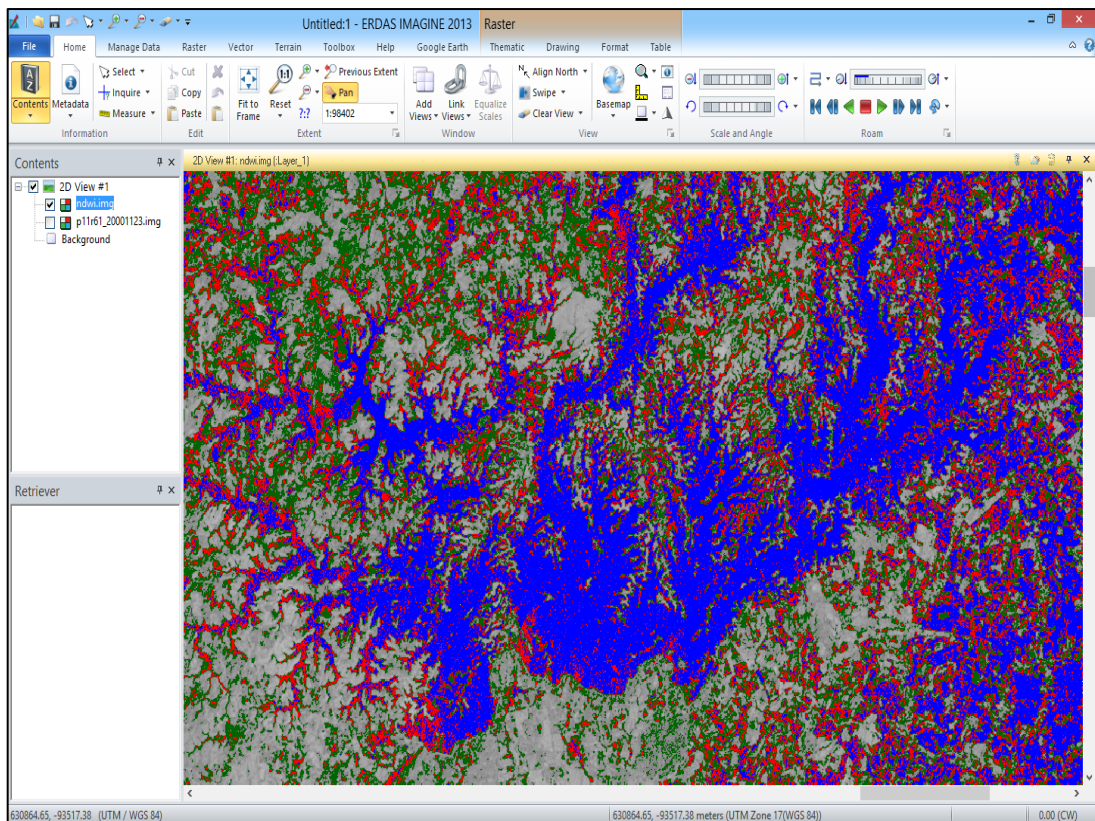 Untitled:1 - ERDAS IMAGINE 2013 Raster
File Home Manage Data Raster Vector Terrain Toolbox Help Google Earth Thematic Drawing Format Table
Contents Metadata Select Inquire Measure Cut Copy Paste Fit to Frame Reset 1:1 ?:? Previous Extent Pan 1:98402 Add Views Link Views Equalize Scales Align North Swipe Clear View Basemap
Information Edit Extent Window View Scale and Angle Roam
Contents
2D View #1: ndwi.img (:Layer_1)
2D View #1
ndwi.img
p11r61_20001123.img
Background
Retriever
630864.65, -93517.38 (UTM / WGS 84) 630864.65, -93517.38 meters (UTM Zone 17(WGS 84)) 0.00 (CW)